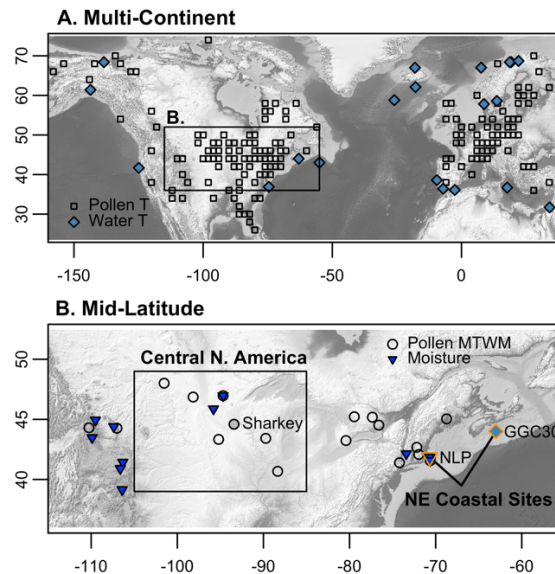 A. Multi-Continent
70
60
50
40
30
B.
Pollen T
Water T
-150
-100
-50
0
B. Mid-Latitude
50
45
40
Central N. America
Pollen MTWM
Moisture
Sharkey
GGC30
NLP
NE Coastal Sites
-110
-100
-90
-80
-70
-60